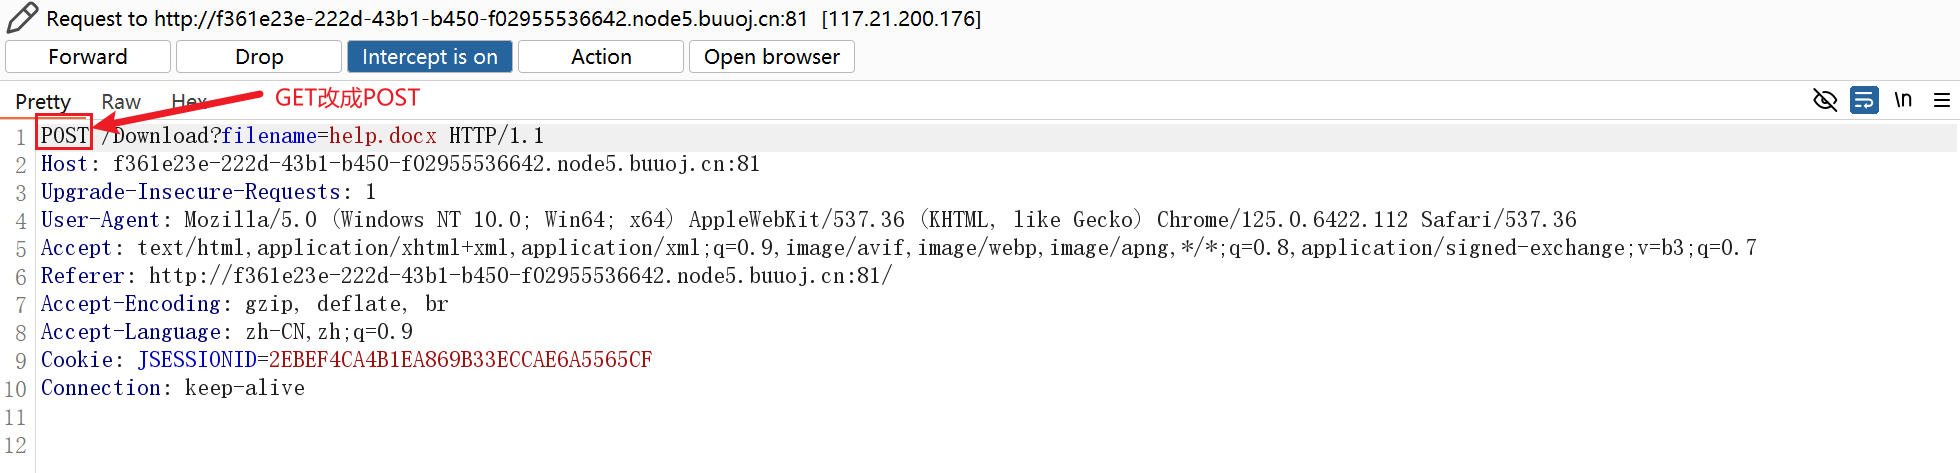 Request to http://f361e23e-222d-43b1-b450-f02955536642.node5.buuoj.cn:81 [117.21.200.176]
Forward Drop Intercept is on Action Open browser
Pretty Raw Hex GET改成POST \n
1 POST /Download?filename=help.docx HTTP/1.1
2 Host: f361e23e-222d-43b1-b450-f02955536642.node5.buuoj.cn:81
3 Upgrade-Insecure-Requests: 1
4 User-Agent: Mozilla/5.0 (Windows NT 10.0; Win64; x64) AppleWebKit/537.36 (KHTML, like Gecko) Chrome/125.0.6422.112 Safari/537.36
5 Accept: text/html,application/xhtml+xml,application/xml;q=0.9,image/avif,image/webp,image/apng,*/*;q=0.8,application/signed-exchange;v=b3;q=0.7
6 Referer: http://f361e23e-222d-43b1-b450-f02955536642.node5.buuoj.cn:81/
7 Accept-Encoding: gzip, deflate, br
8 Accept-Language: zh-CN,zh;q=0.9
9 Cookie: JSESSIONID=2EBEF4CA4B1EA869B33ECCAE6A5565CF
10 Connection: keep-alive
11
12